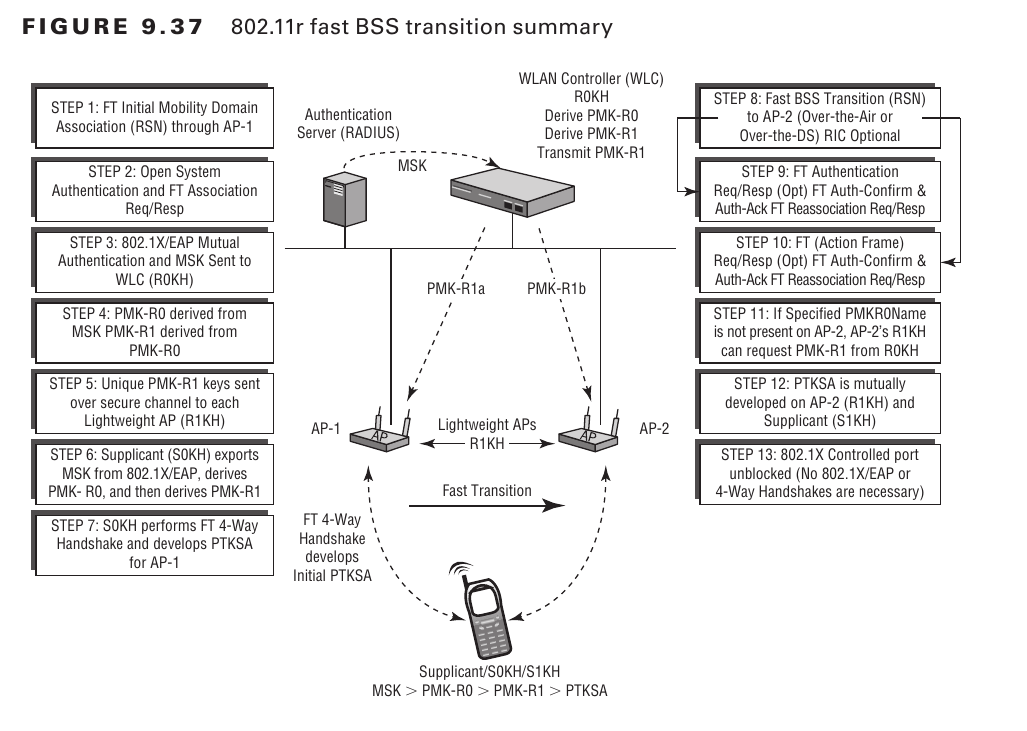 FIGURE 9.37 802.11r fast BSS transition summary
STEP 1: FT Initial Mobility Domain
Association (RSN) through AP-1
STEP 2: Open System
Authentication and FT Association
Req/Resp
STEP 3: 802.1X/EAP Mutual
Authentication and MSK Sent to
WLC (R0KH)
STEP 4: PMK-R0 derived from
MSK PMK-R1 derived from
PMK-R0
STEP 5: Unique PMK-R1 keys sent
over secure channel to each
Lightweight AP (R1KH)
STEP 6: Supplicant (S0KH) exports
MSK from 802.1X/EAP, derives
PMK- R0, and then derives PMK-R1
STEP 7: S0KH performs FT 4-Way
Handshake and develops PTKSA
for AP-1
Authentication
Server (RADIUS)
MSK
WLAN Controller (WLC)
R0KH
Derive PMK-R0
Derive PMK-R1
Transmit PMK-R1
PMK-R1a
PMK-R1b
AP-1
AP
Lightweight APs
R1KH
AP
AP-2
Fast Transition
FT 4-Way
Handshake
develops
Initial PTKSA
Supplicant/S0KH/S1KH
MSK > PMK-R0 > PMK-R1 > PTKSA
STEP 8: Fast BSS Transition (RSN)
to AP-2 (Over-the-Air or
Over-the-DS) RIC Optional
STEP 9: FT Authentication
Req/Resp (Opt) FT Auth-Confirm &
Auth-Ack FT Reassociation Req/Resp
STEP 10: FT (Action Frame)
Req/Resp (Opt) FT Auth-Confirm &
Auth-Ack FT Reassociation Req/Resp
STEP 11: If Specified PMKR0Name
is not present on AP-2, AP-2's R1KH
can request PMK-R1 from R0KH
STEP 12: PTKSA is mutually
developed on AP-2 (R1KH) and
Supplicant (S1KH)
STEP 13: 802.1X Controlled port
unblocked (No 802.1X/EAP or
4-Way Handshakes are necessary)